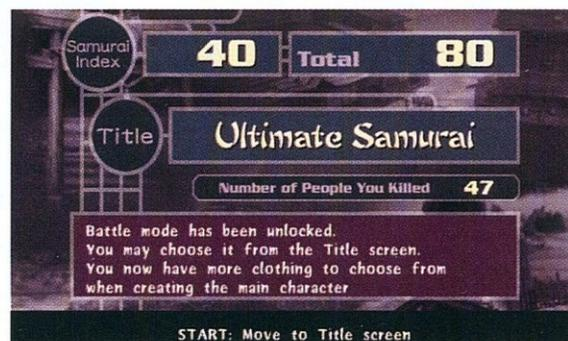 Samurai
Index
40
Total
80
Title
Ultimate Samurai
Number of People You Killed 47
Battle mode has been unlocked.
You may choose it from the Title screen.
You now have more clothing to choose from
when creating the main character
START: Move to Title screen